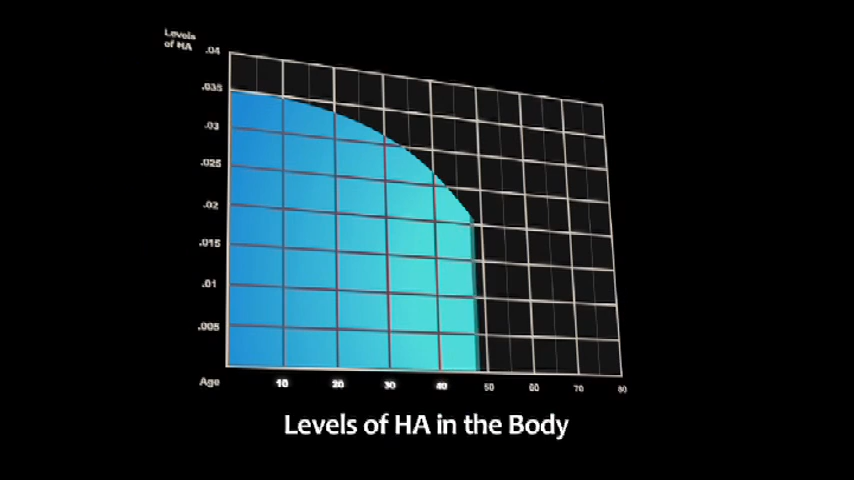 Levels
of HA
.04
.035
.03
.025
.02
.015
.01
.005
Age 10 20 30 40 50 60 70 80
Levels of HA in the Body